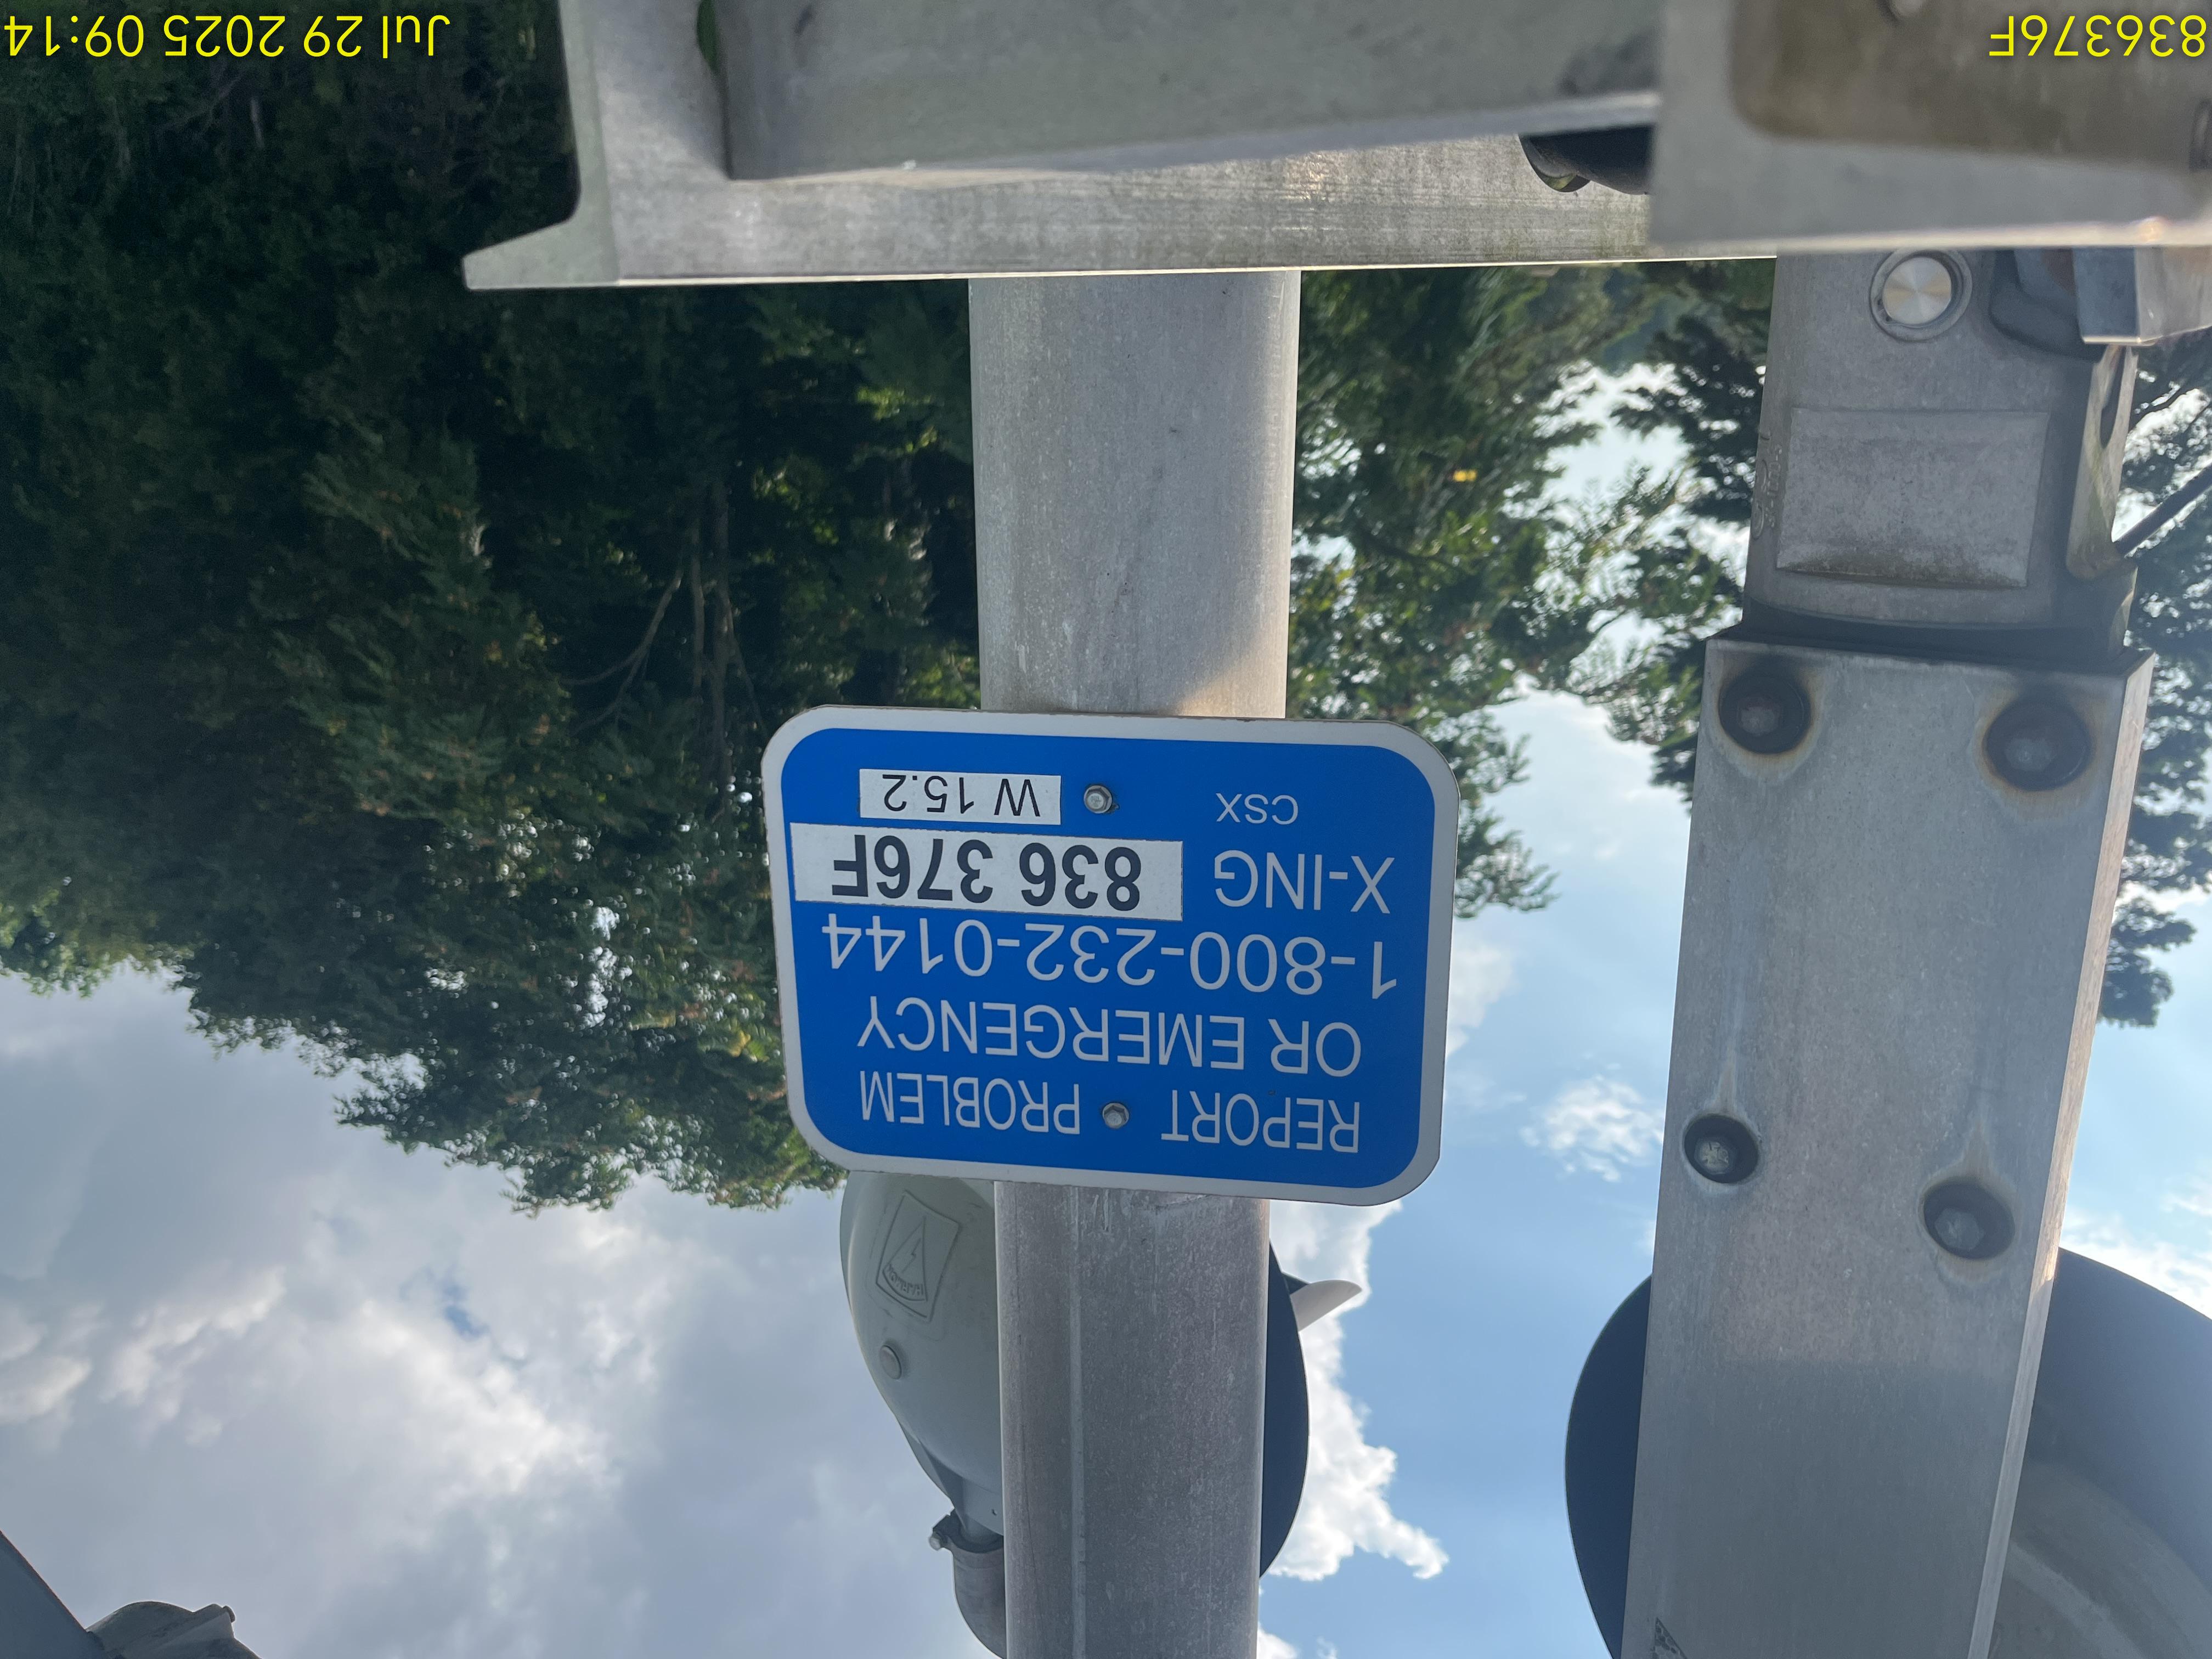 REPORT PROBLEM
OR EMERGENCY
1-800-232-0144
X-ING 836 376F
CSX W 15.2
836376F
Jul 29 2025 09:14